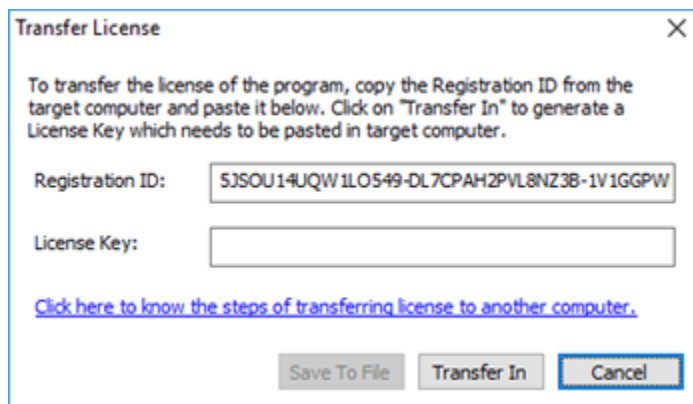 Transfer License
To transfer the license of the program, copy the Registration ID from the
target computer and paste it below. Click on "Transfer In" to generate a
License Key which needs to be pasted in target computer.
Registration ID: 5JSOU14UQW1LO549-DL7CPAH2PVL8NZ3B-1V1GGPW
License Key:
Click here to know the steps of transferring license to another computer.
Save To File Transfer In Cancel